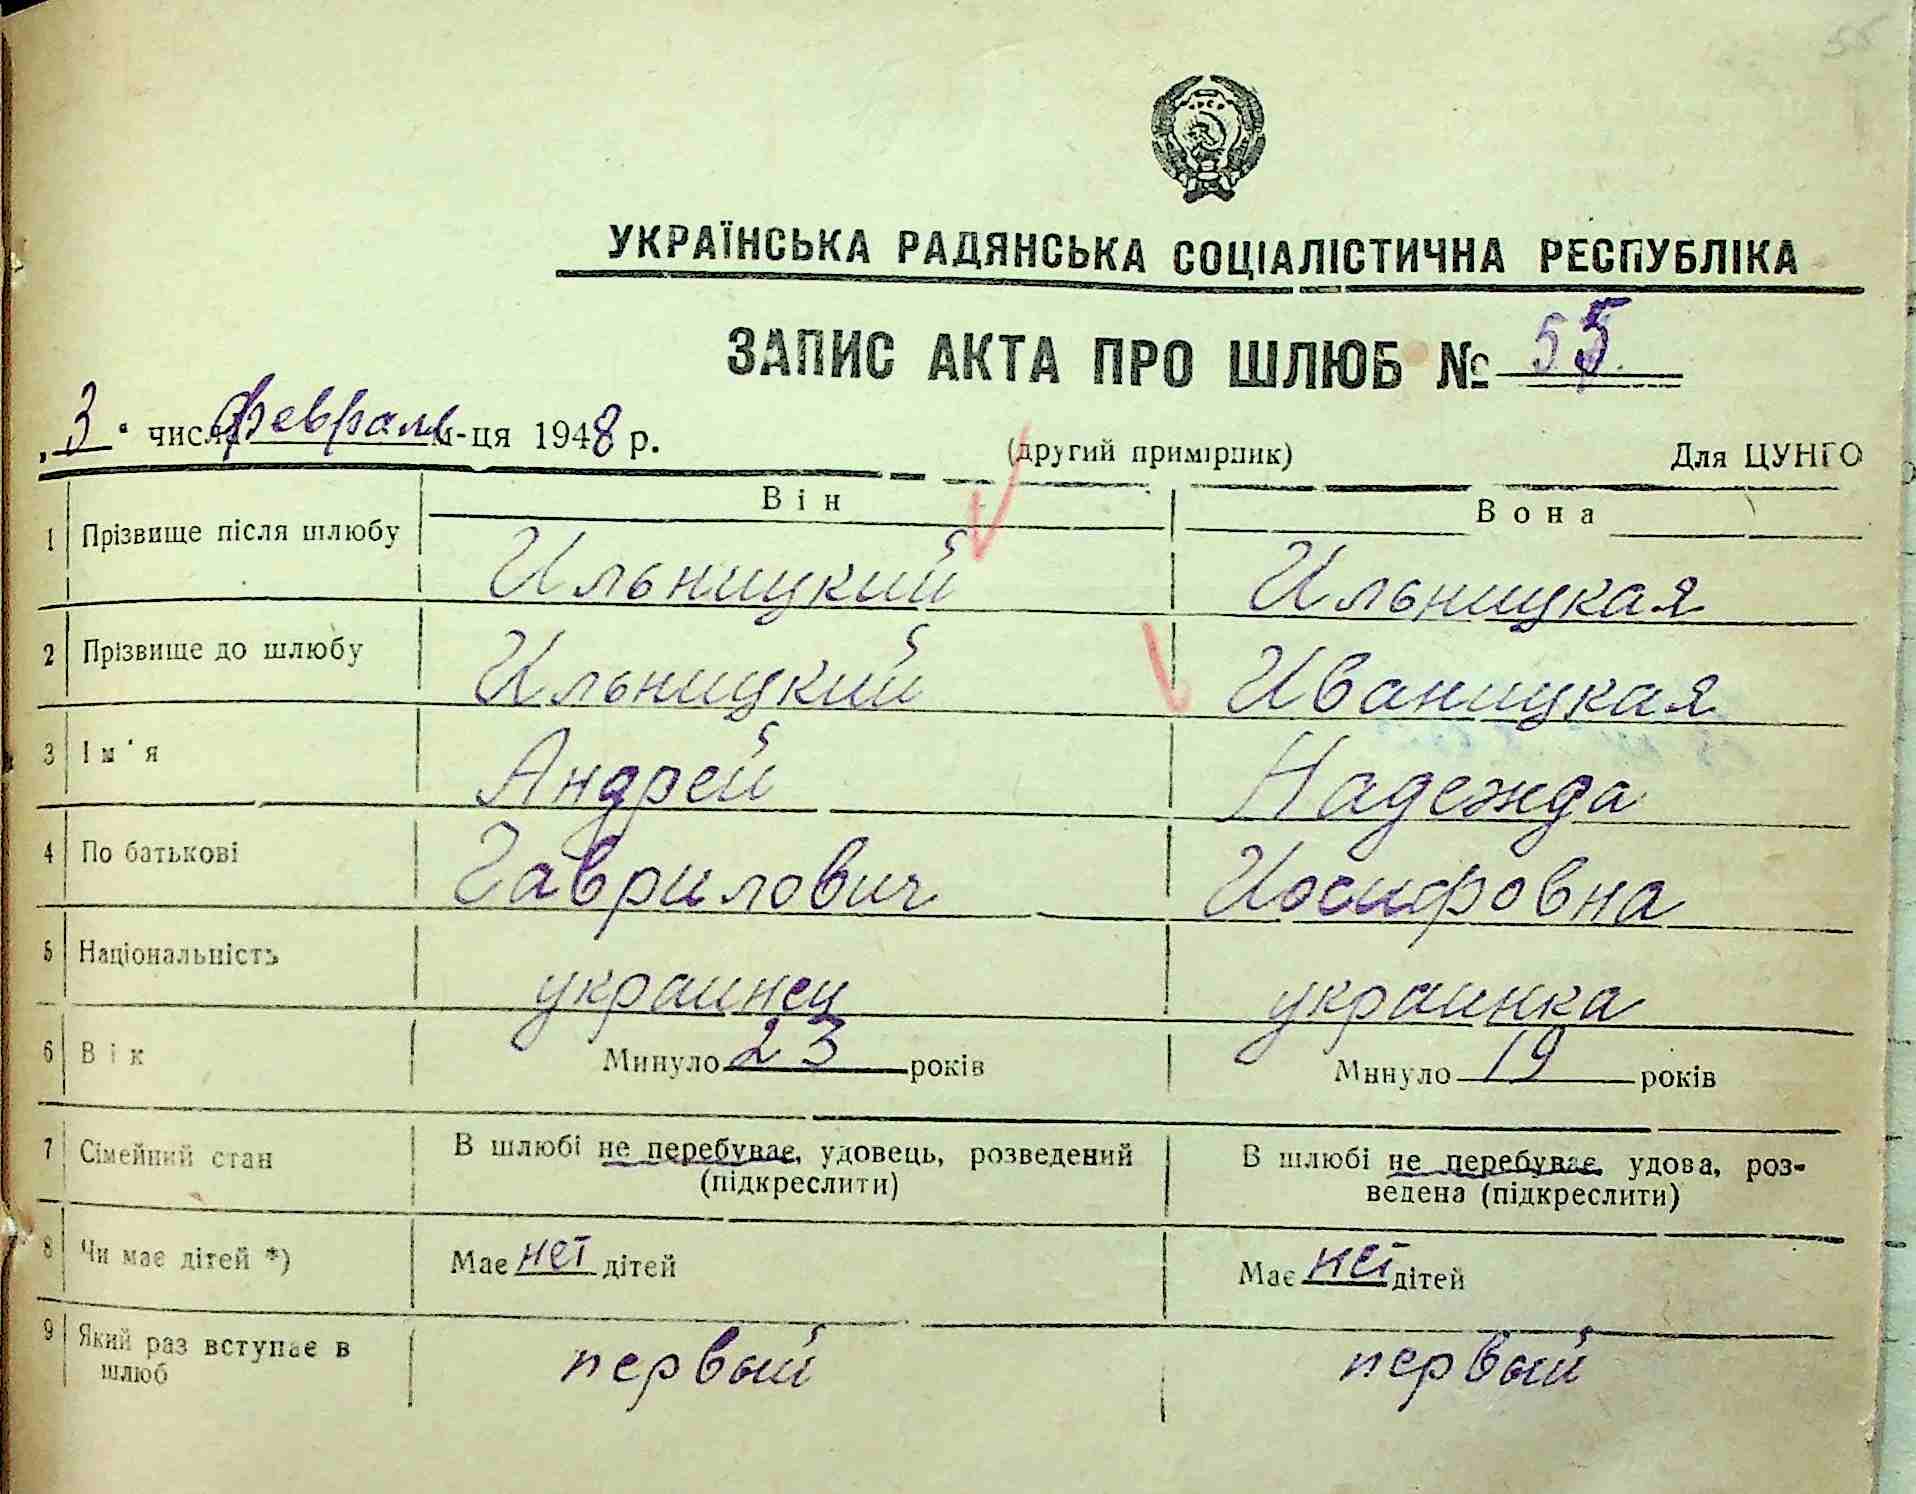 55
УРСР
УКРАЇНСЬКА РАДЯНСЬКА СОЦІАЛІСТИЧНА РЕСПУБЛІКА
ЗАПИС АКТА ПРО ШЛЮБ № 55
„3" числа февраль м-ця 1948 р. (другий примірник) Для ЦУНГО
Він Вона
1 Прізвище після шлюбу Ильницкий Ильницкая
2 Прізвище до шлюбу Ильницкий Иваницкая
3 Ім'я Андрей Надежда
4 По батькові Гаврилович Иосифовна
5 Національність украинец украинка
6 Вік Минуло 23 років Минуло 19 років
7 Сімейний стан В шлюбі не перебуває, удовець, розведений В шлюбі не перебуває, удова, роз-
(підкреслити) ведена (підкреслити)
8 Чи має дітей *) Має нет дітей Має нет дітей
9 Який раз вступає в первый первый
шлюб